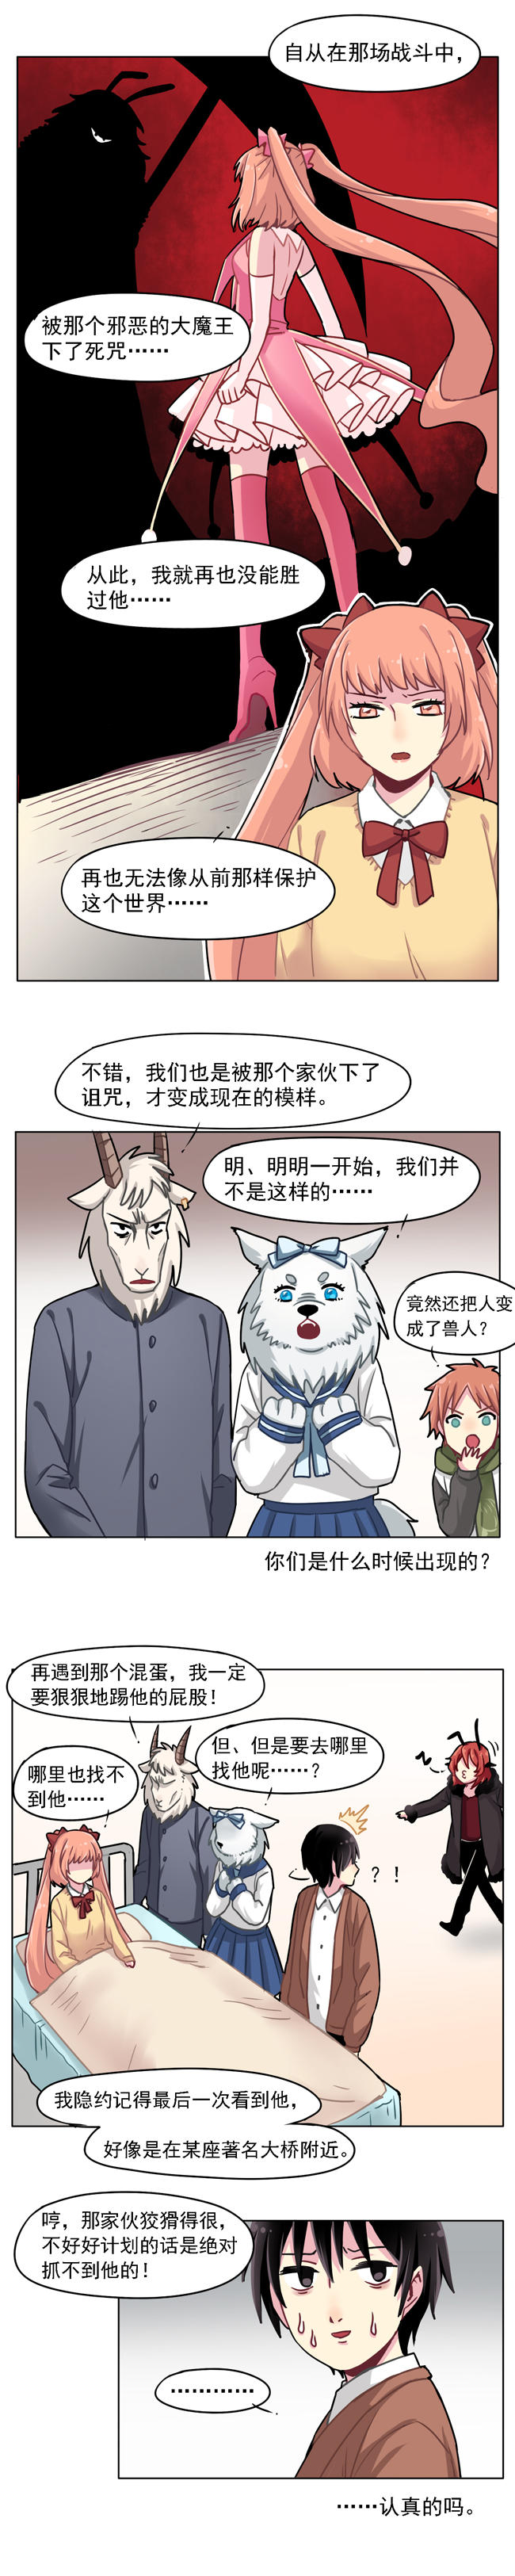 自从在那场战斗中，
被那个邪恶的大魔王
下了死咒……
从此，我就再也没能胜
过他……
再也无法像从前那样保护
这个世界……
不错，我们也是被那个家伙下了
诅咒，才变成现在的模样。
明、明明一开始，我们并
不是这样的……
竟然还把人变
成了兽人？
你们是什么时候出现的？
再遇到那个混蛋，我一定
要狠狠地踢他的屁股！
但、但是要去哪里
找他呢……？
哪里也找不
到他……
？！
我隐约记得最后一次看到他，
好像是在某座著名大桥附近。
哼，那家伙狡猾得很，
不好好计划的话是绝对
抓不到他的！
…………
……认真的吗。